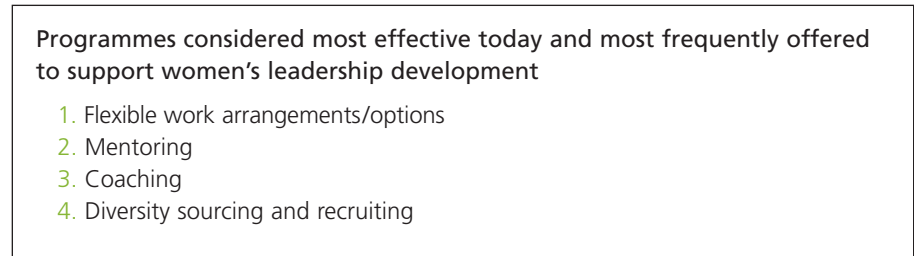 Programmes considered most effective today and most frequently offered
to support women’s leadership development
1. Flexible work arrangements/options
2. Mentoring
3. Coaching
4. Diversity sourcing and recruiting